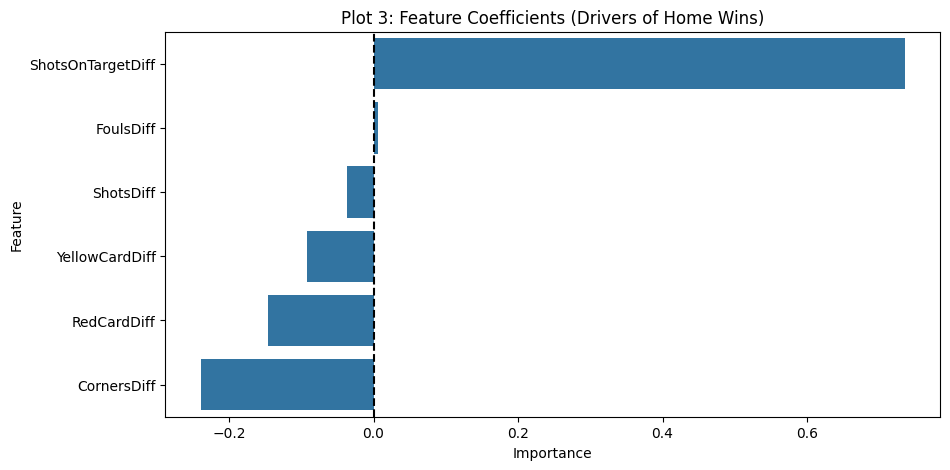 Plot 3: Feature Coefficients (Drivers of Home Wins)
ShotsOnTargetDiff
FoulsDiff
ShotsDiff
YellowCardDiff
RedCardDiff
CornersDiff
Feature
−0.2 0.0 0.2 0.4 0.6
Importance